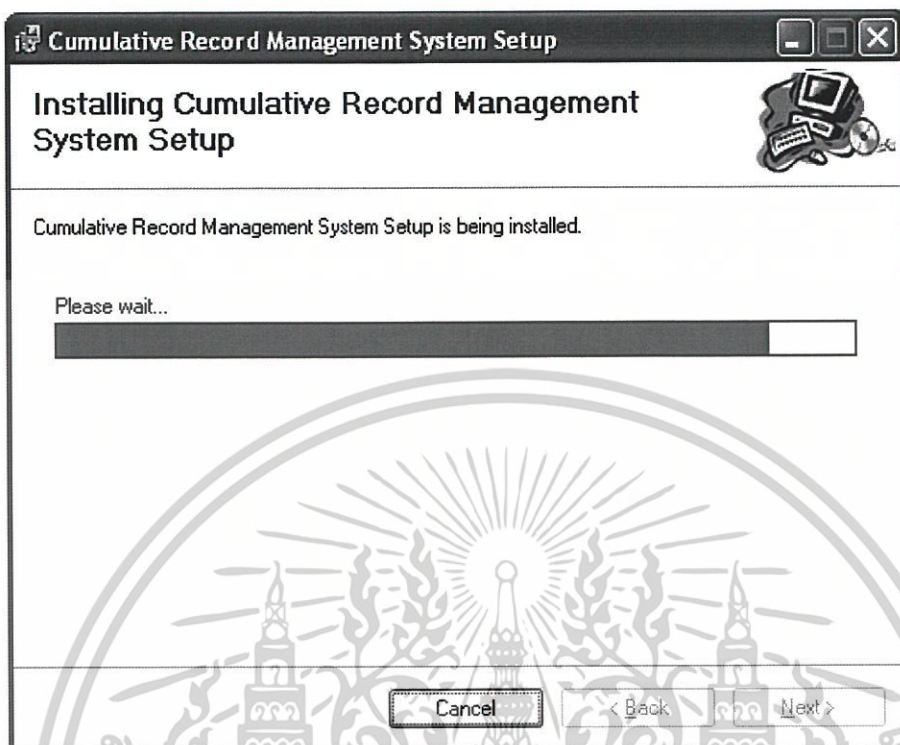 Cumulative Record Management System Setup
Installing Cumulative Record Management
System Setup
Cumulative Record Management System Setup is being installed.
Please wait...
Cancel
< Back
Next >